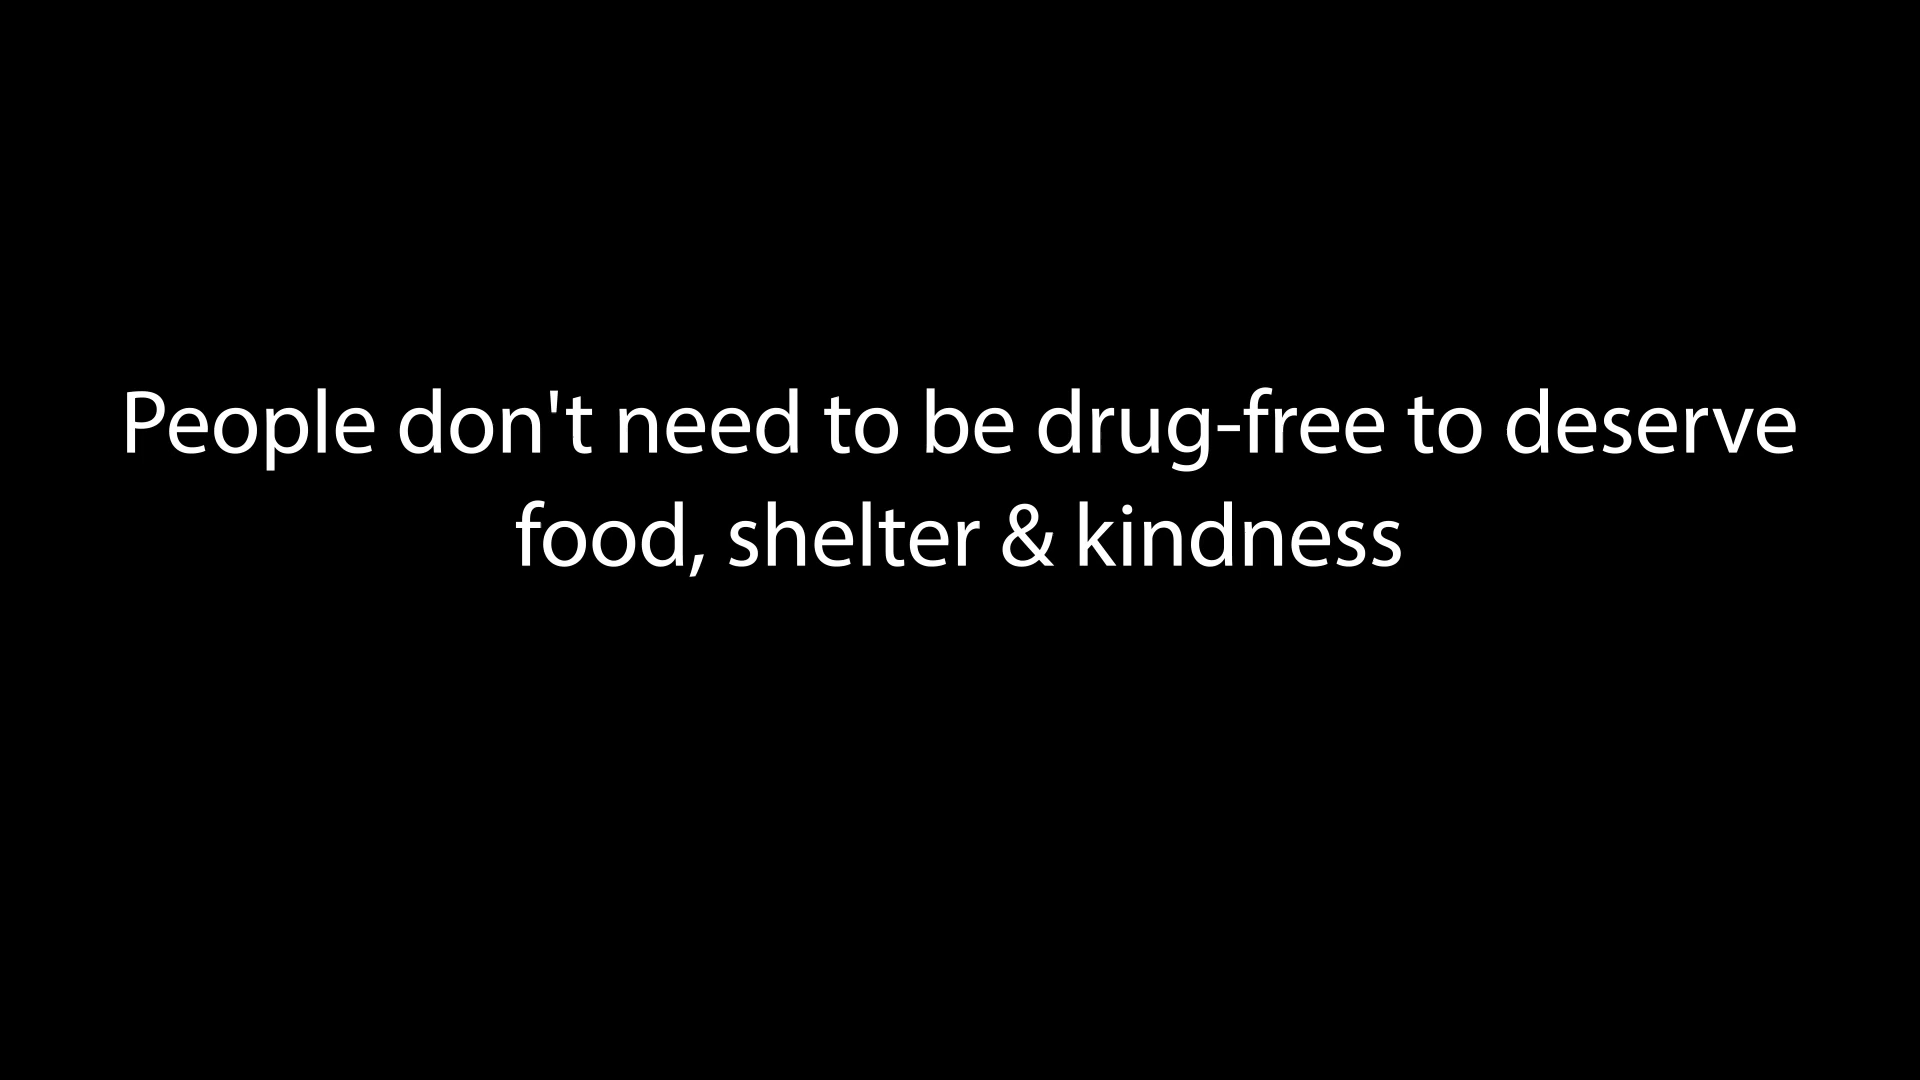 People don't need to be drug-free to deserve
food, shelter & kindness